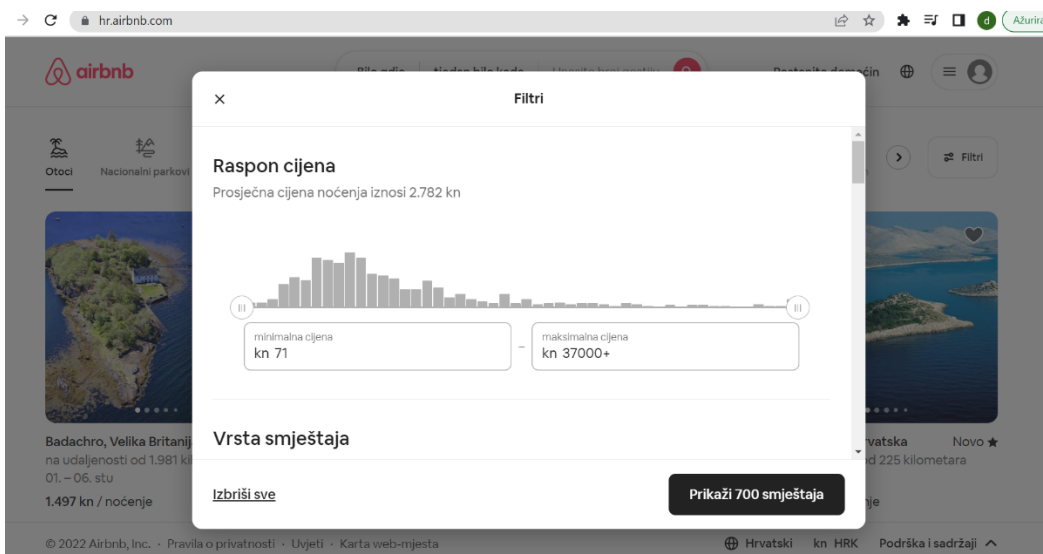 hr.airbnb.com
d
Ažurira
airbnb
Postanite domaćin
Filtri
Otoci
Nacionalni parkovi
Filtri
Raspon cijena
Prosječna cijena noćenja iznosi 2.782 kn
minimalna cijena
kn 71
–
maksimalna cijena
kn 37000+
Vrsta smještaja
Izbriši sve
Prikaži 700 smještaja
Badachro, Velika Britanij
na udaljenosti od 1.981 kil
01. – 06. stu
1.497 kn / noćenje
rvatska Novo ★
od 225 kilometara
je
© 2022 Airbnb, Inc. · Pravila o privatnosti · Uvjeti · Karta web-mjesta
Hrvatski kn HRK Podrška i sadržaji